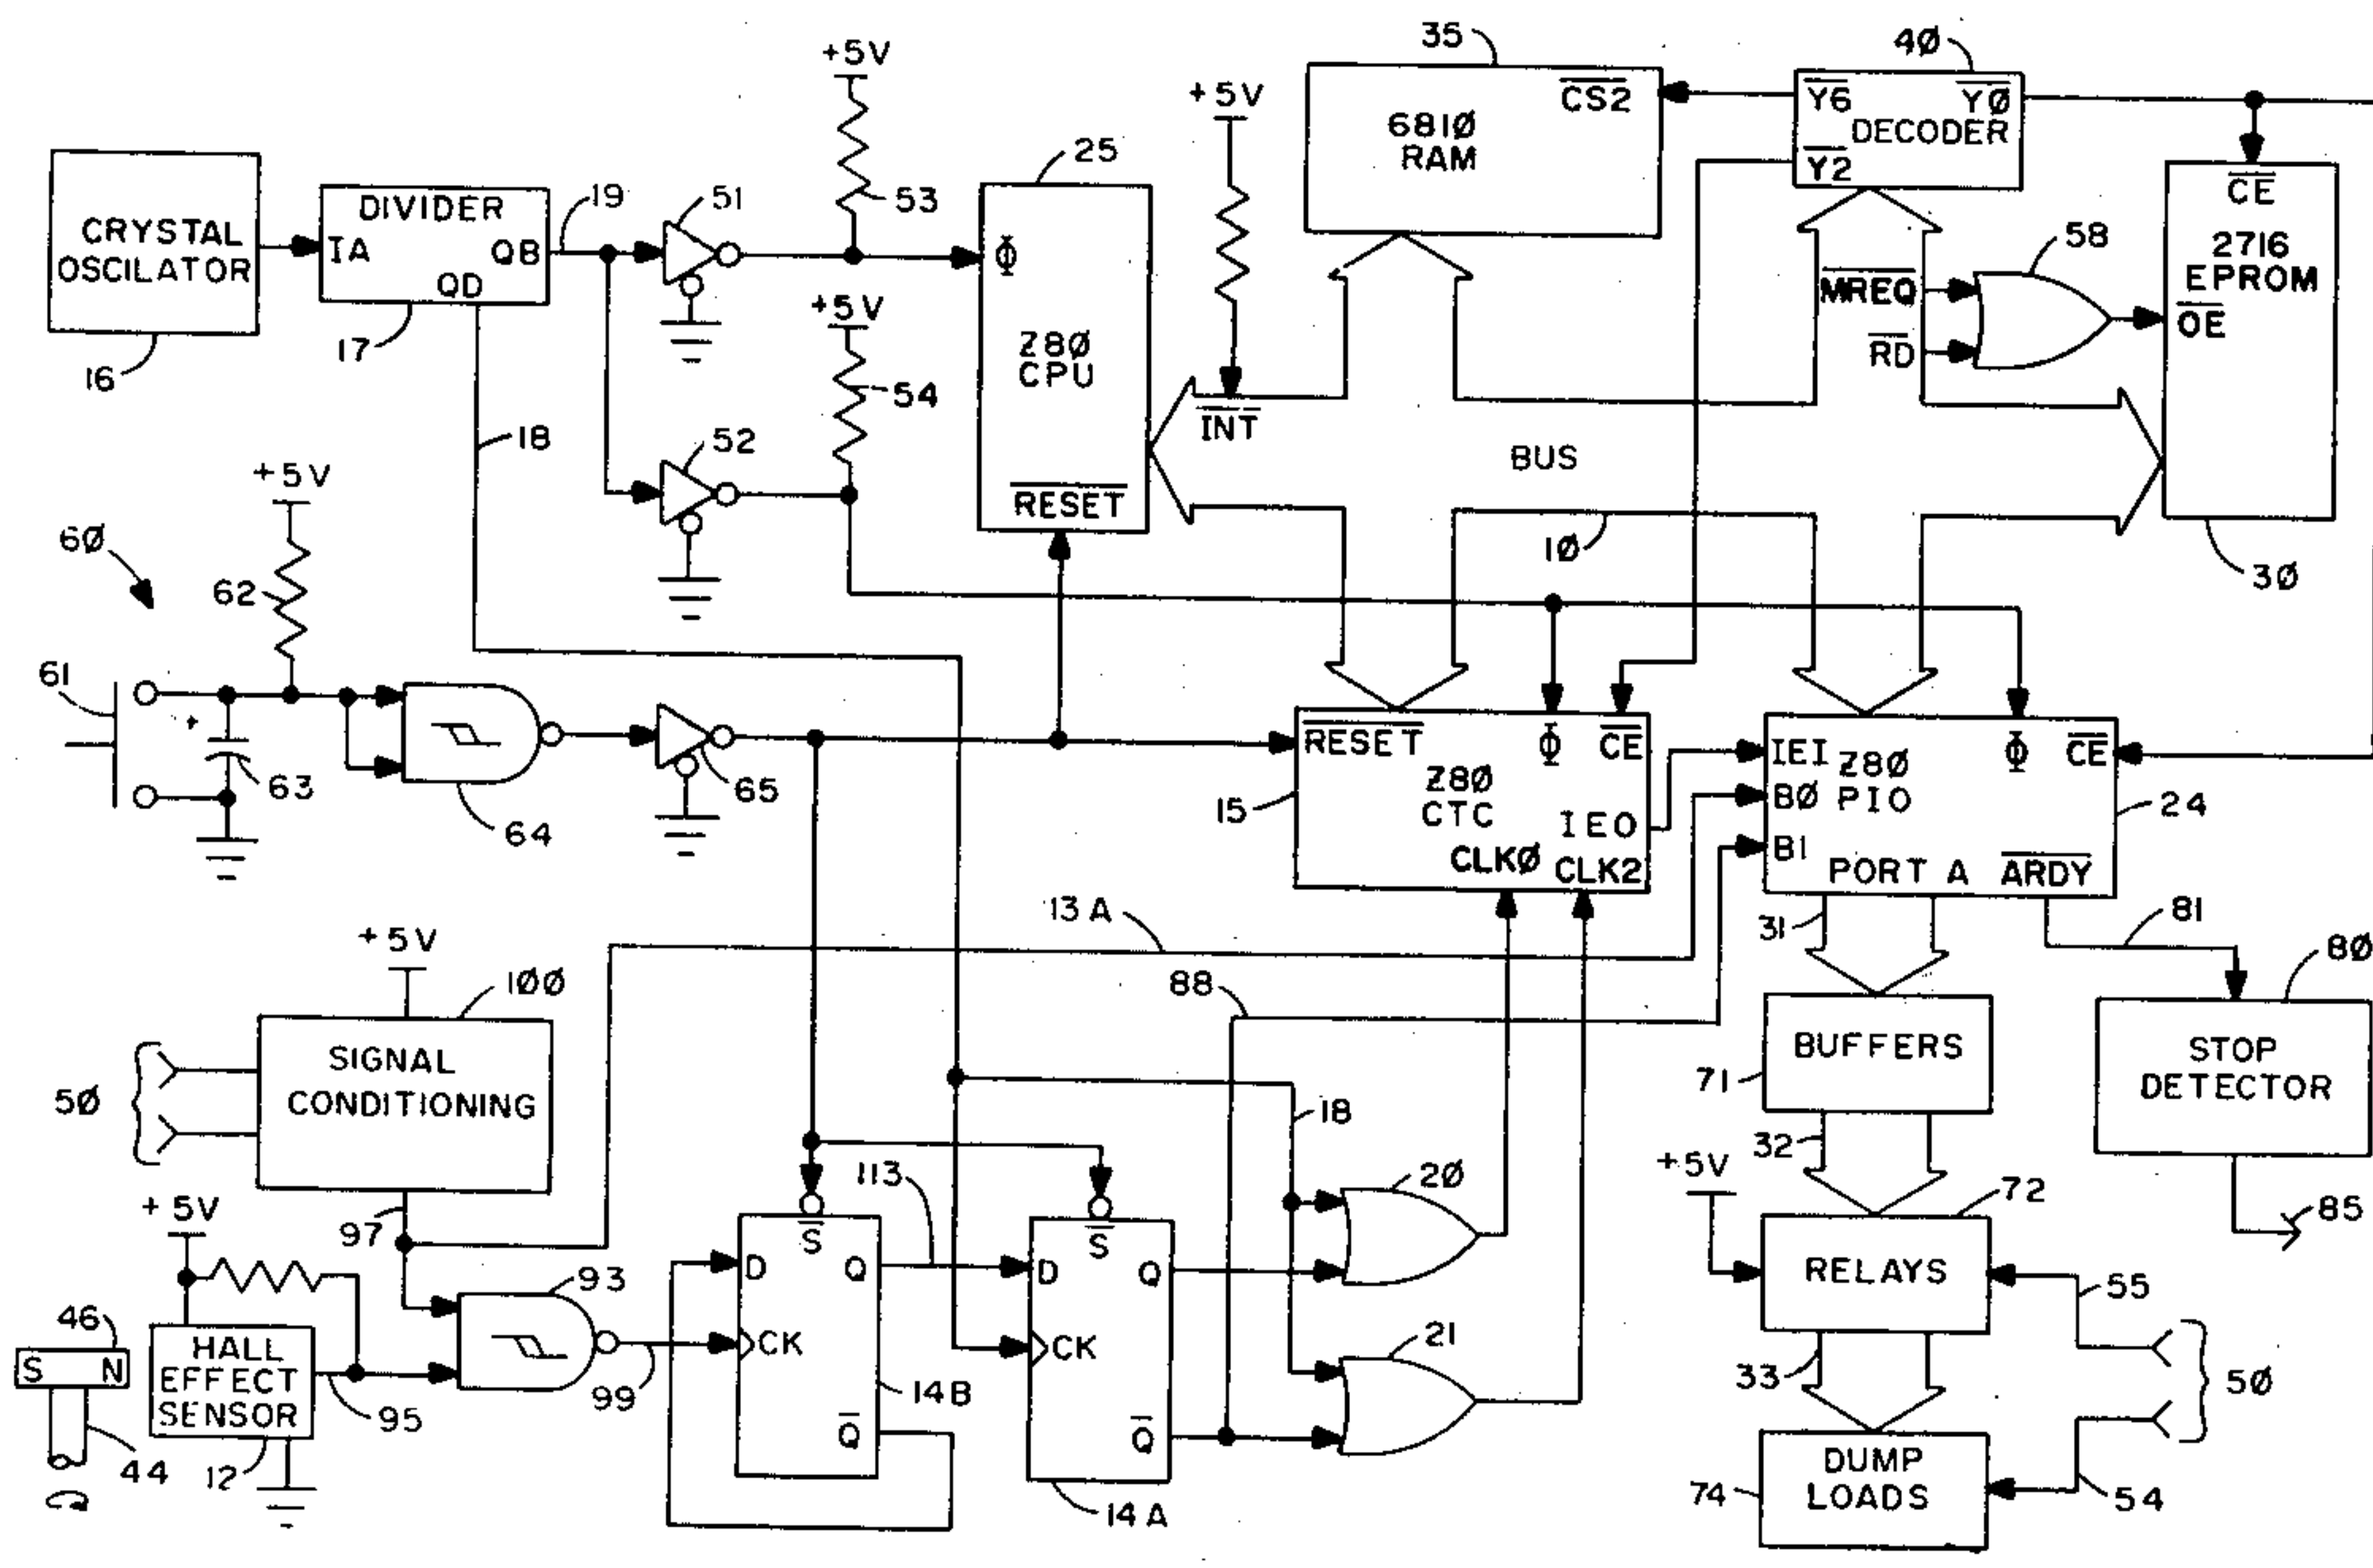 +5V
35
40
+5V
CS2
Y6
Y0
DECODER
6810
RAM
Y2
25
CRYSTAL
OSCILATOR
16
DIVIDER
IA
QB
QD
17
19
51
53
Φ
Z80
CPU
RESET
CE
2716
EPROM
OE
30
MREQ
RD
58
+5V
54
18
52
INT
BUS
10
+5V
60
62
61
+
63
64
65
RESET
Φ
CE
Z80
CTC
15
IEO
CLK0
CLK2
IEI
Z80
PIO
Φ
CE
B0
B1
24
PORT A
ARDY
13A
31
81
80
+5V
100
88
SIGNAL
CONDITIONING
50
BUFFERS
71
STOP
DETECTOR
18
32
113
20
+5V
72
85
+5V
97
S
S
D
Q
D
Q
RELAYS
55
93
46
S
N
HALL
EFFECT
SENSOR
CK
CK
21
33
50
99
95
14B
Q
Q
44
12
14A
74
DUMP
LOADS
54